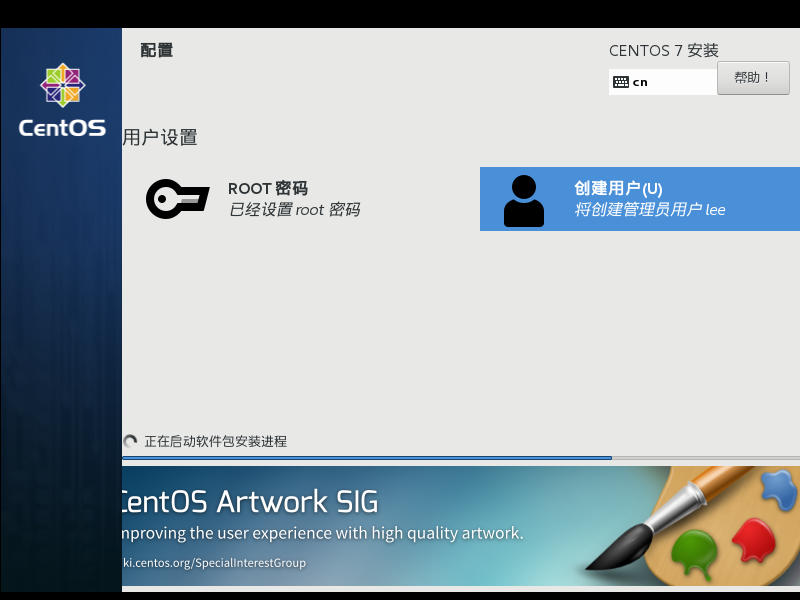 CentOS
配置
CENTOS 7 安装
cn
帮助！
用户设置
ROOT 密码
已经设置 root 密码
创建用户(U)
将创建管理员用户 lee
正在启动软件包安装进程
CentOS Artwork SIG
mproving the user experience with high quality artwork.
ki.centos.org/SpecialInterestGroup